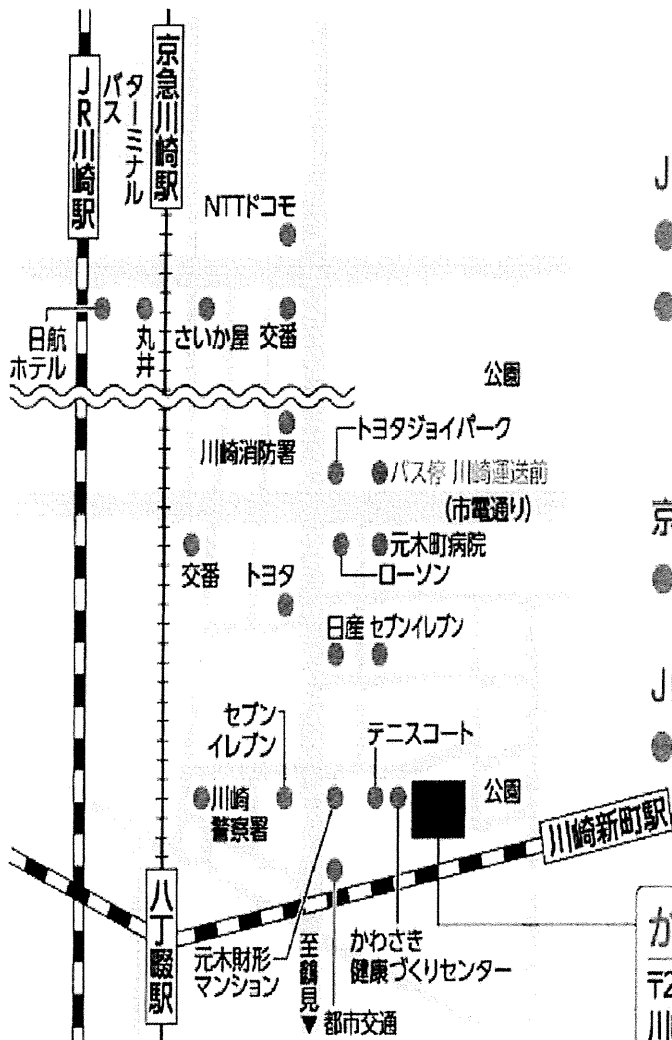 JR川崎駅
バス
ターミナル
京急川崎駅
NTTドコモ
日航
ホテル
丸井
さいか屋
交番
公園
川崎消防署
トヨタジョイパーク
バス停 川崎運送前
(市電通り)
元木町病院
交番
トヨタ
ローソン
日産
セブンイレブン
セブン
イレブン
テニスコート
川崎
警察署
公園
川崎新町駅
八丁畷駅
元木財形
マンション
至鶴見
▼
かわさき
健康づくりセンター
都市交通
J
京
J
か
〒2
川